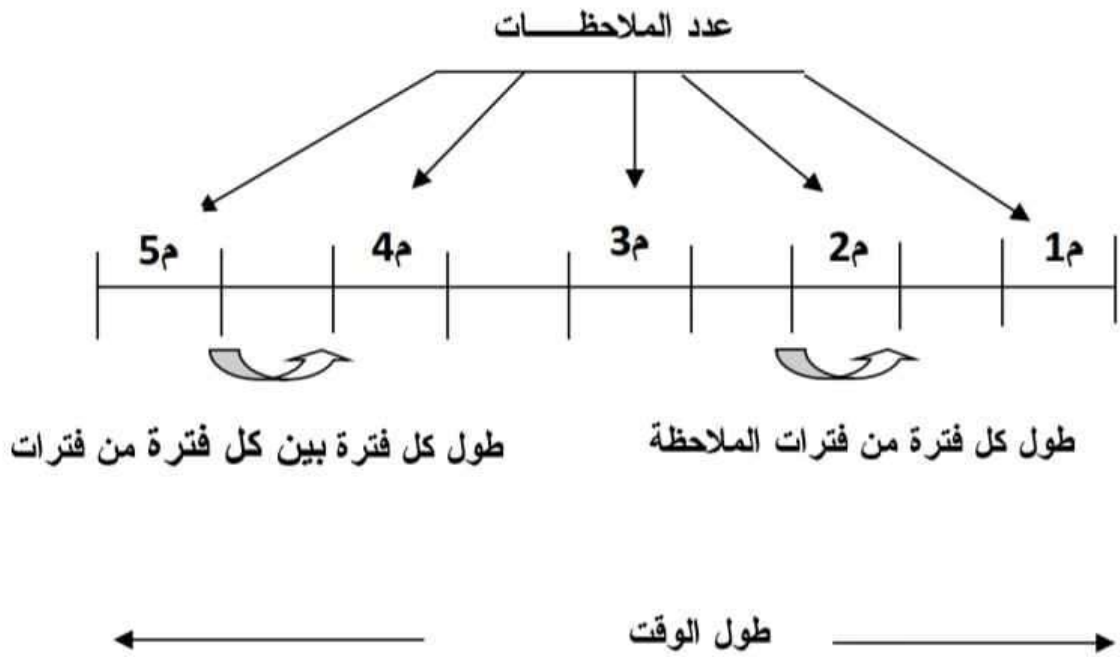 عدد الملاحظـــــات
م1 م2 م3 م4 م5
طول كل فترة من فترات الملاحظة
طول كل فترة بين كل فترة من فترات
طول الوقت